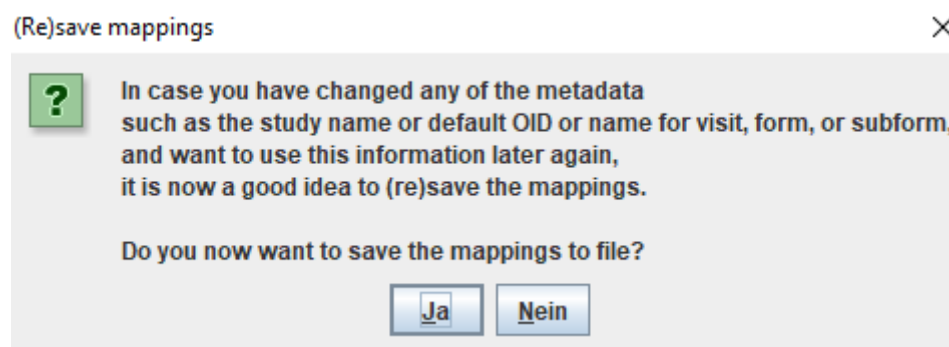 (Re)save mappings
In case you have changed any of the metadata
such as the study name or default OID or name for visit, form, or subform,
and want to use this information later again,
it is now a good idea to (re)save the mappings.
Do you now want to save the mappings to file?
Ja Nein